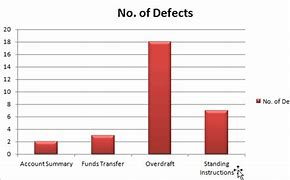 No. of Defects
20
18
16
14
12
10
8
6
4
2
0
Account Summary
Funds Transfer
Overdraft
Standing
Instructions
No. of De